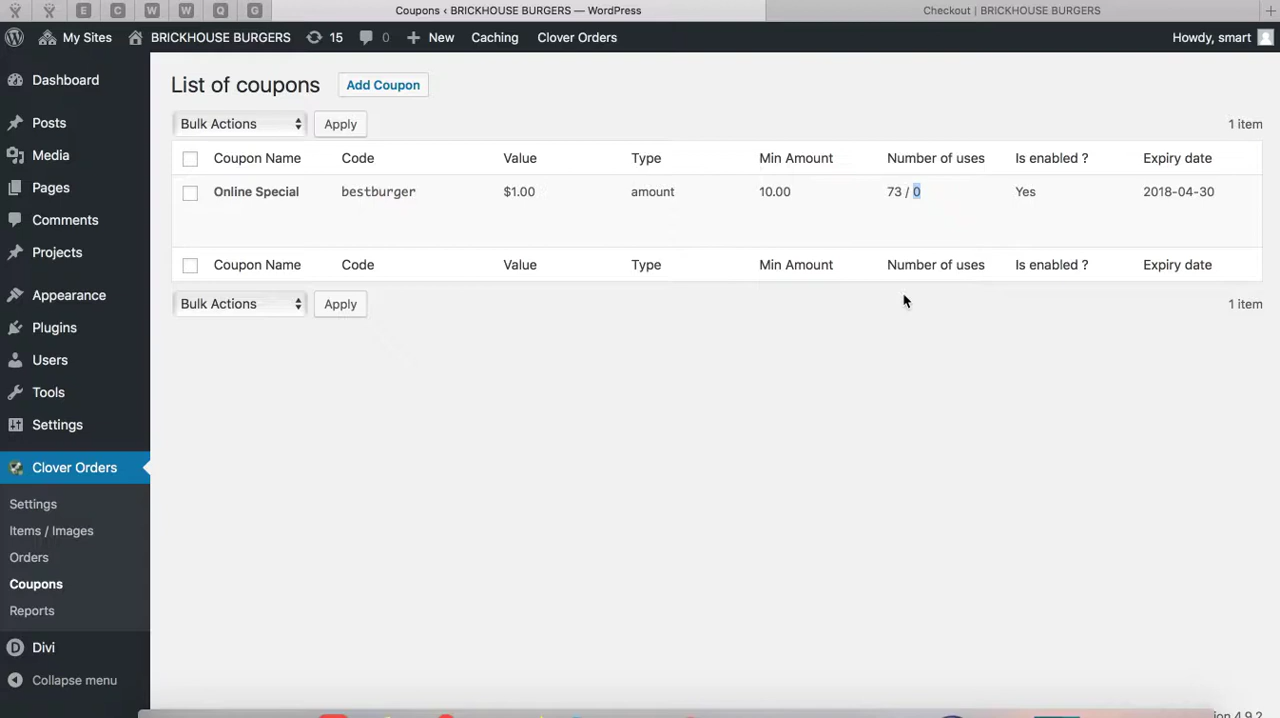 E C W W Q G Coupons ‹ BRICKHOUSE BURGERS — WordPress Checkout | BRICKHOUSE BURGERS
My Sites BRICKHOUSE BURGERS 15 0 New Caching Clover Orders Howdy, smart
Dashboard
Posts
Media
Pages
Comments
Projects
Appearance
Plugins
Users
Tools
Settings
Clover Orders
Settings
Items / Images
Orders
Coupons
Reports
Divi
Collapse menu
List of coupons Add Coupon
Bulk Actions Apply 1 item
Coupon Name Code Value Type Min Amount Number of uses Is enabled ? Expiry date
Online Special bestburger $1.00 amount 10.00 73 / 0 Yes 2018-04-30
Coupon Name Code Value Type Min Amount Number of uses Is enabled ? Expiry date
Bulk Actions Apply 1 item
4.9.2